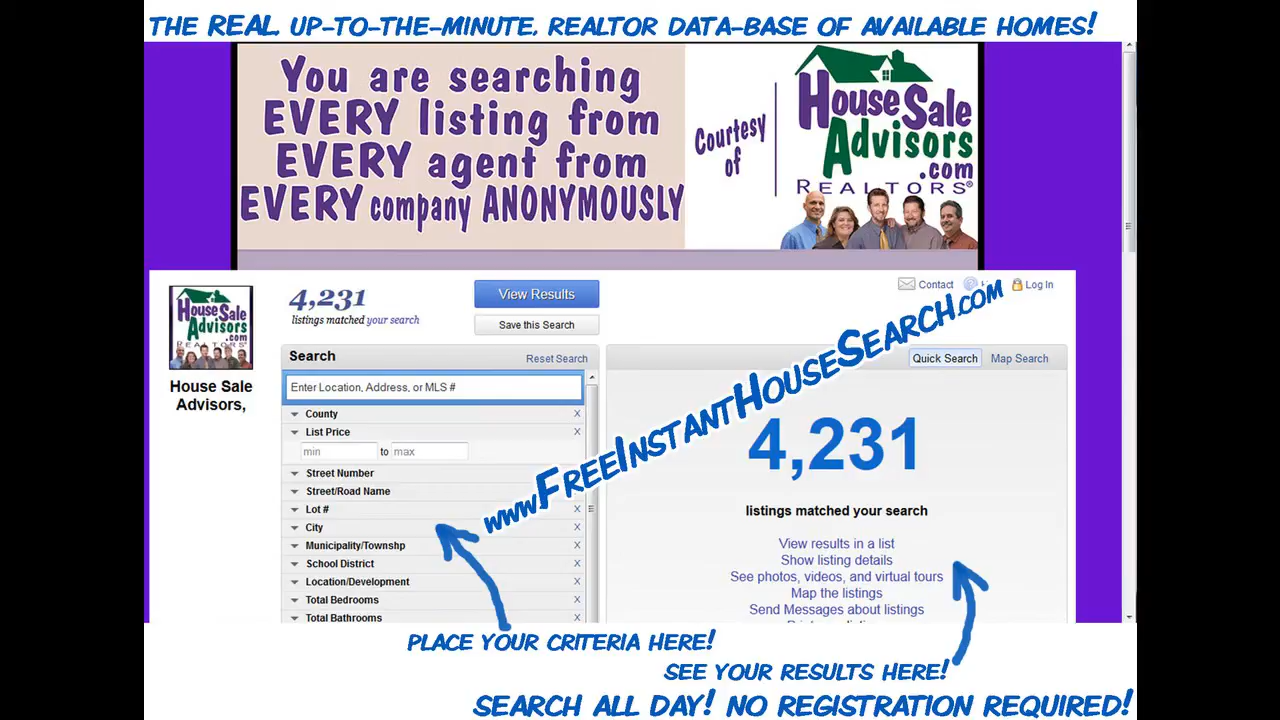 THE REAL, UP-TO-THE-MINUTE, REALTOR DATA-BASE OF AVAILABLE HOMES!
You are searching
EVERY listing from
EVERY agent from
EVERY company ANONYMOUSLY
Courtesy
of
HouseSale
Advisors
.com
REALTORS®
4,231
listings matched your search
View Results
Save this Search
Contact
Log In
House Sale
Advisors
.com
REALTORS
House Sale
Advisors,
Search
Reset Search
Quick Search
Map Search
Enter Location, Address, or MLS #
County X
List Price X
min to max
Street Number
Street/Road Name
Lot # X
City X
Municipality/Townshp X
School District X
Location/Development X
Total Bedrooms X
Total Bathrooms X
www.FreeInstantHouseSearch.com
4,231
listings matched your search
View results in a list
Show listing details
See photos, videos, and virtual tours
Map the listings
Send Messages about listings
PLACE YOUR CRITERIA HERE!
SEE YOUR RESULTS HERE!
SEARCH ALL DAY! NO REGISTRATION REQUIRED!